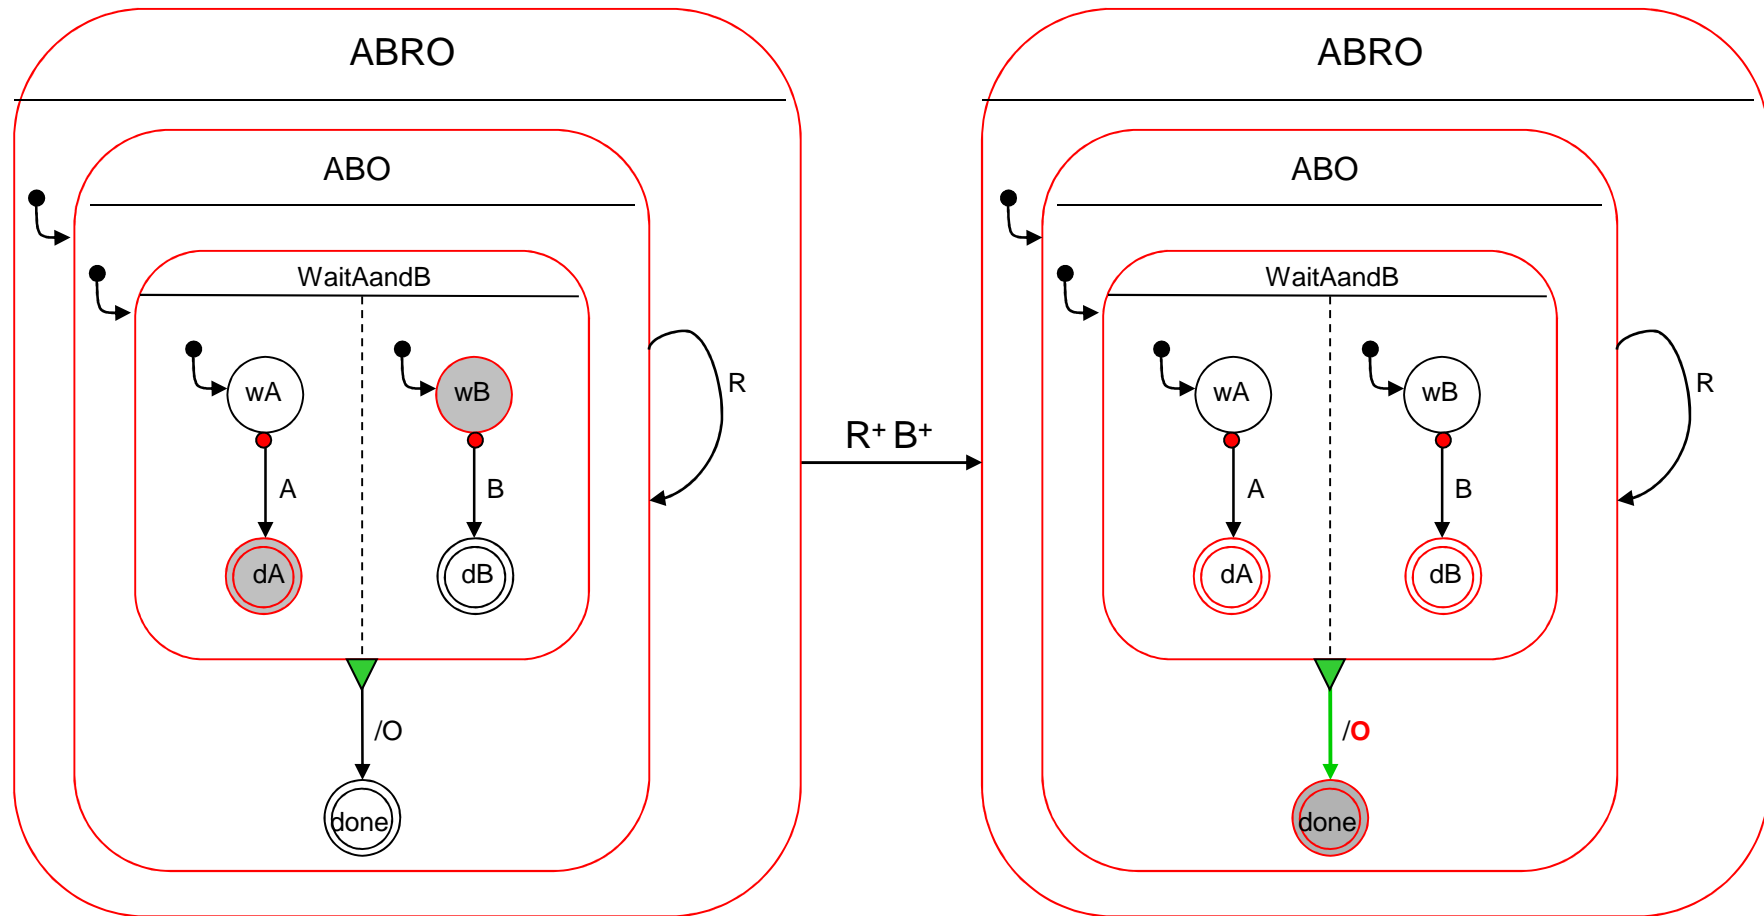 ABRO
ABO
WaitAandB
wA
wB
A
B
dA
dB
R
/O
done
R+ B+
ABRO
ABO
WaitAandB
wA
wB
A
B
dA
dB
R
/O
done